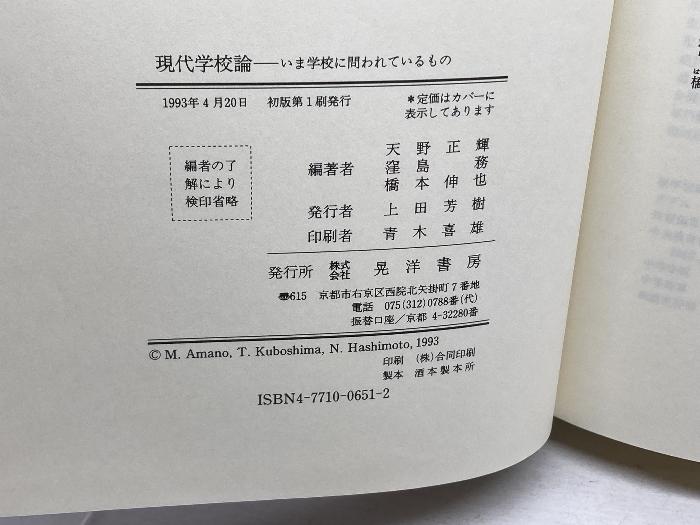 現代学校論――いま学校に問われているもの
1993年4月20日　初版第1刷発行
＊定価はカバーに
表示してあります
編者の了
解により
検印省略
編著者
天野正輝
窪島務
橋本伸也
発行者　上田芳樹
印刷者　青木喜雄
発行所　株式会社　晃洋書房
〠615　京都市右京区西院北矢掛町7番地
電話　075(312)0788番(代)
振替口座／京都 4-32280番
© M. Amano, T. Kuboshima, N. Hashimoto, 1993
印刷　(株)合同印刷
製本　酒本製本所
ISBN4-7710-0651-2